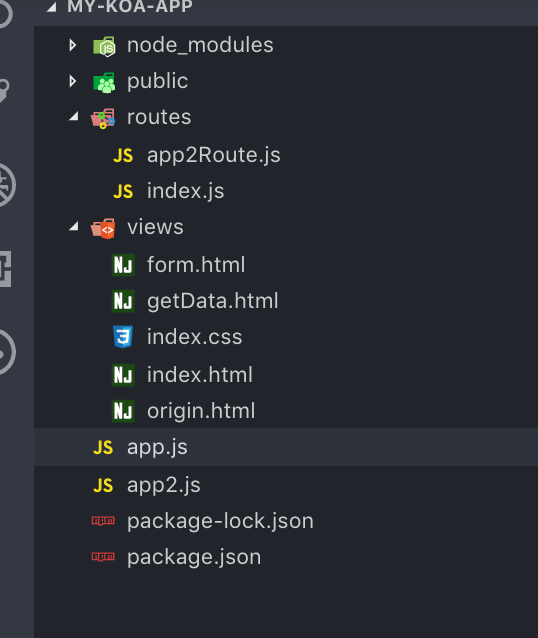 MY-KOA-APP
node_modules
public
routes
JS app2Route.js
JS index.js
views
NJ form.html
NJ getData.html
3 index.css
NJ index.html
NJ origin.html
JS app.js
JS app2.js
package-lock.json
package.json